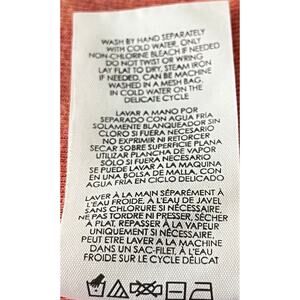 WASH BY HAND SEPARATELY
WITH COLD WATER, ONLY
NON-CHLORINE BLEACH IF NEEDED
DO NOT TWIST OR WRING
LAY FLAT TO DRY, STEAM IRON
IF NEEDED, CAN BE MACHINE
WASHED IN A MESH BAG,
IN COLD WATER ON THE
DELICATE CYCLE
LAVAR A MANO POR
SEPARADO CON AGUA FRÍA
SOLAMENTE BLANQUEADOR SIN
CLORO SI FUERA NECESARIO
NO EXPRIMIR NI RETORCER
SECAR SOBRE SUPERFICIE PLANA
UTILIZAR PLANCHA DE VAPOR
SÓLO SI FUERA NECESARIO
SE PUEDE LAVAR A LA MAQUINA
EN UNA BOLSA DE MALLA, CON
AGUA FRÍA EN CICLO DELICADO
LAVER À LA MAIN SÉPARÉMENT À
L'EAU FROIDE, À L'EAU DE JAVEL
SANS CHLORURE SI NÉCESSAIRE,
NE PAS TORDRE NI PRESSER, SÉCHER
À PLAT, REPASSER À LA VAPEUR
UNIQUEMENT SI NÉCESSAIRE,
PEUT ETRE LAVER A LA MACHINE
DANS UN SAC-FILET, A L'EAU
FROIDE SUR LE CYCLE DÉLICAT